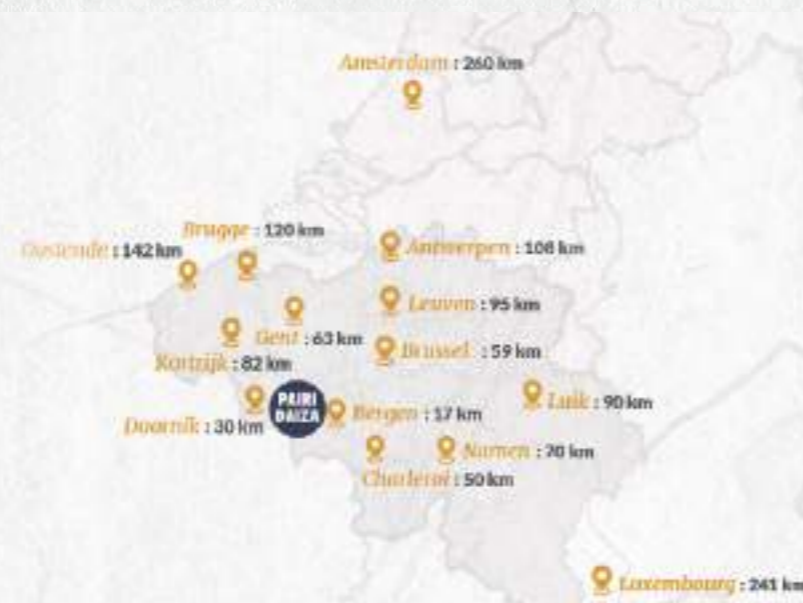 Amsterdam : 260 km
Brugge : 120 km
Oostende : 142 km
Antwerpen : 108 km
Leuven : 95 km
Gent : 63 km
Brussel : 59 km
Kortrijk : 82 km
PAIRI
DAIZA
Luik : 90 km
Bergen : 17 km
Doornik : 30 km
Namen : 70 km
Charleroi : 50 km
Luxembourg : 241 km